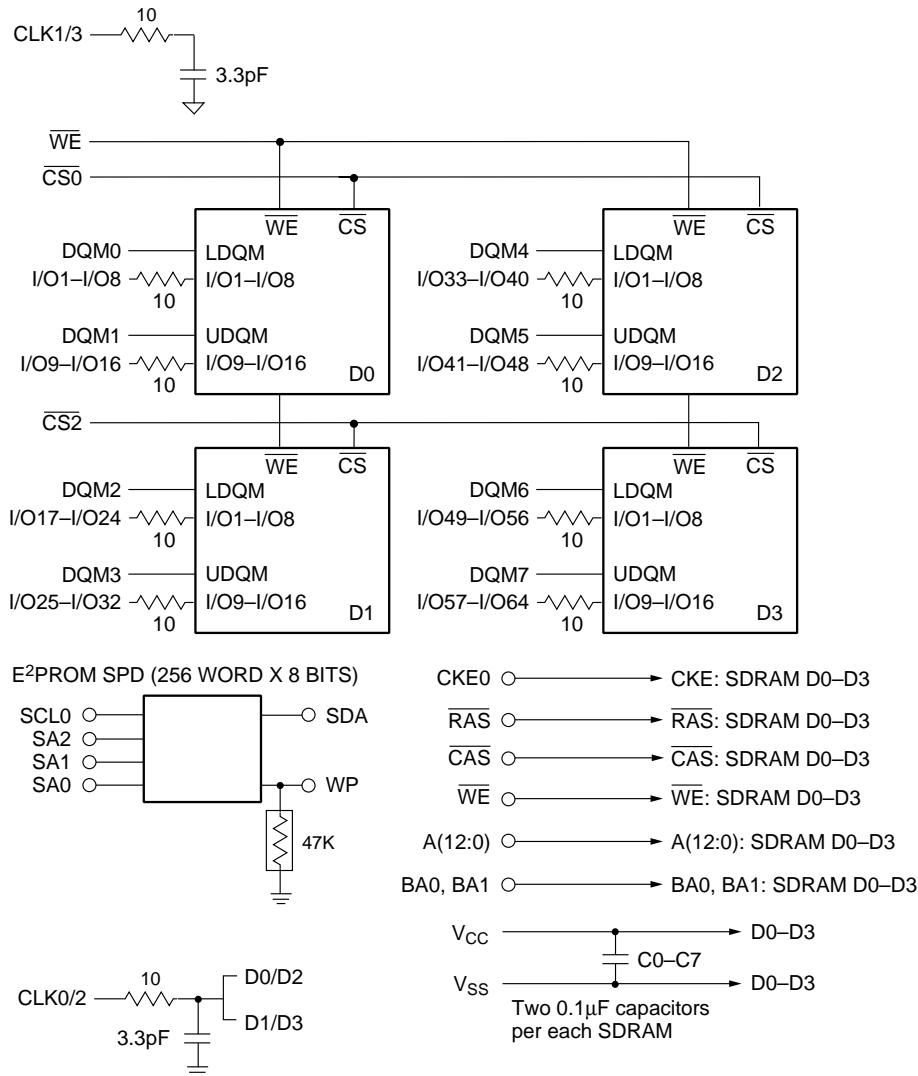 10
CLK1/3
3.3pF
WE
CS0
WE CS
DQM0 LDQM
I/O1–I/O8 I/O1–I/O8
10
DQM1 UDQM
I/O9–I/O16 I/O9–I/O16
10 D0
WE CS
DQM4 LDQM
I/O33–I/O40 I/O1–I/O8
10
DQM5 UDQM
I/O41–I/O48 I/O9–I/O16
10 D2
CS2
WE CS
DQM2 LDQM
I/O17–I/O24 I/O1–I/O8
10
DQM3 UDQM
I/O25–I/O32 I/O9–I/O16
10 D1
WE CS
DQM6 LDQM
I/O49–I/O56 I/O1–I/O8
10
DQM7 UDQM
I/O57–I/O64 I/O9–I/O16
10 D3
E²PROM SPD (256 WORD X 8 BITS)
SCL0 SDA
SA2
SA1
SA0 WP
47K
CKE0 CKE: SDRAM D0–D3
RAS RAS: SDRAM D0–D3
CAS CAS: SDRAM D0–D3
WE WE: SDRAM D0–D3
A(12:0) A(12:0): SDRAM D0–D3
BA0, BA1 BA0, BA1: SDRAM D0–D3
VCC D0–D3
C0–C7
VSS D0–D3
Two 0.1μF capacitors
per each SDRAM
10 D0/D2
CLK0/2
D1/D3
3.3pF